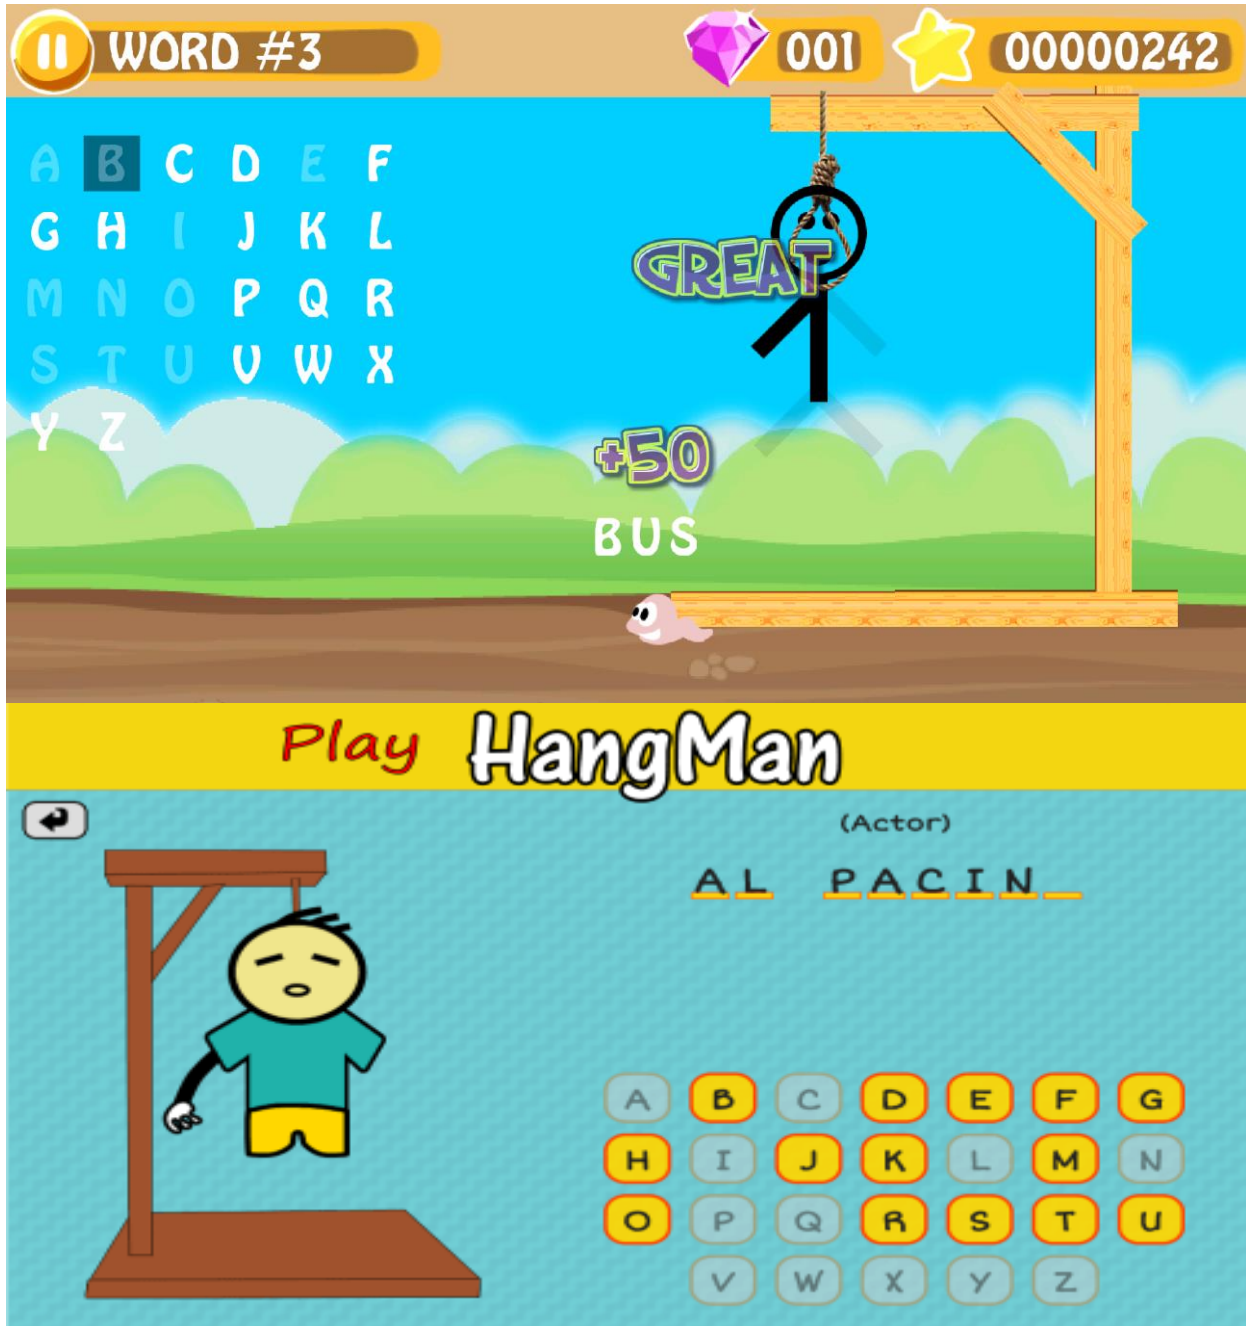 WORD #3 001 00000242
A B C D E F
G H I J K L
M N O P Q R
S T U V W X
Y Z
GREAT
+50
BUS
Play HangMan
(Actor)
AL PACIN_
A B C D E F G
H I J K L M N
O P Q R S T U
V W X Y Z